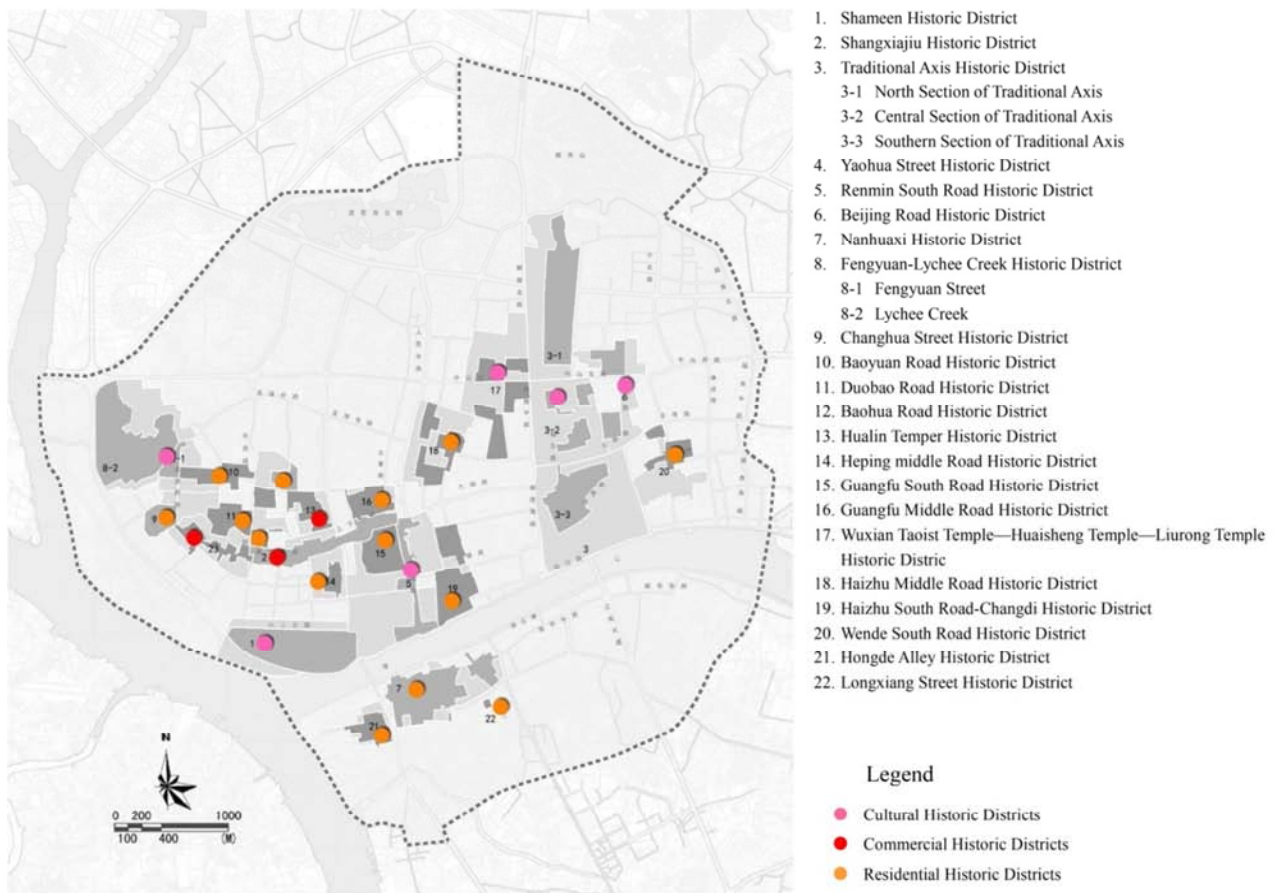 1. Shameen Historic District
2. Shangxiajiu Historic District
3. Traditional Axis Historic District
3-1 North Section of Traditional Axis
3-2 Central Section of Traditional Axis
3-3 Southern Section of Traditional Axis
4. Yaohua Street Historic District
5. Renmin South Road Historic District
6. Beijing Road Historic District
7. Nanhuaxi Historic District
8. Fengyuan-Lychee Creek Historic District
8-1 Fengyuan Street
8-2 Lychee Creek
9. Changhua Street Historic District
10. Baoyuan Road Historic District
11. Duobao Road Historic District
12. Baohua Road Historic District
13. Hualin Temper Historic District
14. Heping middle Road Historic District
15. Guangfu South Road Historic District
16. Guangfu Middle Road Historic District
17. Wuxian Taoist Temple—Huaisheng Temple—Liurong Temple
Historic Distric
18. Haizhu Middle Road Historic District
19. Haizhu South Road-Changdi Historic District
20. Wende South Road Historic District
21. Hongde Alley Historic District
22. Longxiang Street Historic District
Legend
Cultural Historic Districts
Commercial Historic Districts
Residential Historic Districts
3-1
17
6
3-2
18
20
8-2
-1
10
13
16
9
11
3-3
2
15
3
14
5
19
1
7
22
21
N
0 200 1000
100 400 (M)